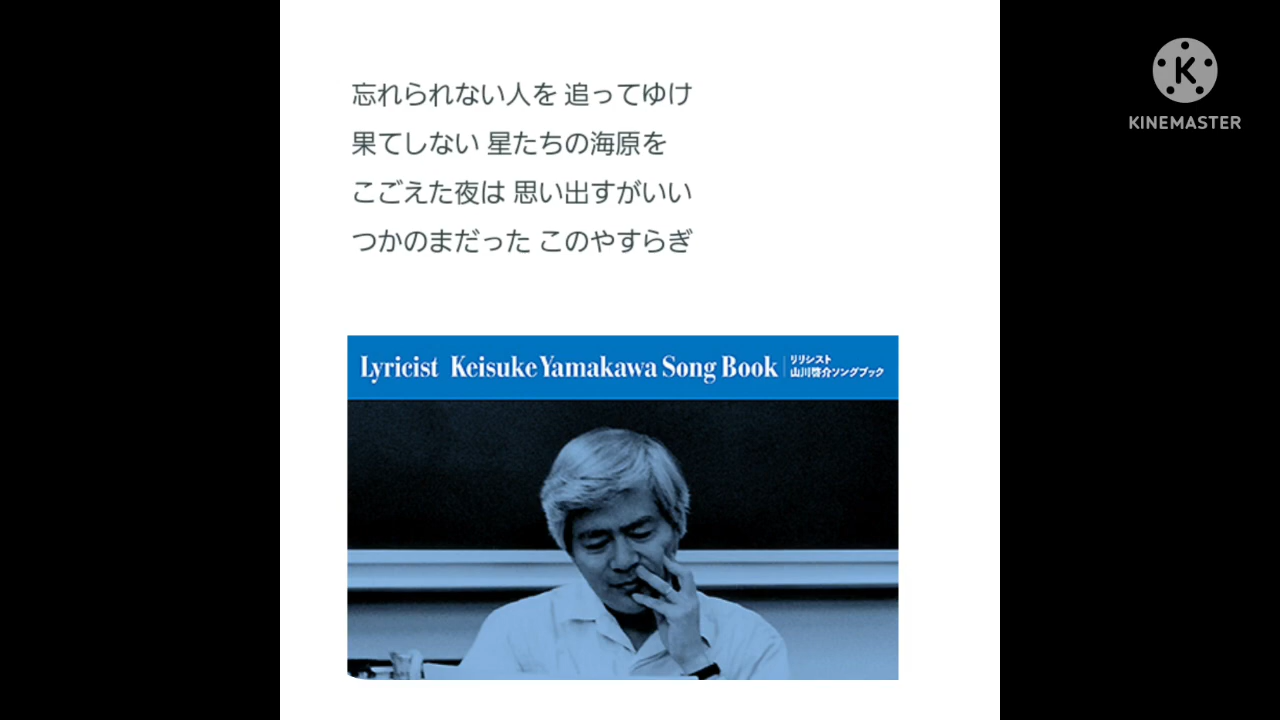 忘れられない人を 追ってゆけ
果てしない 星たちの海原を
こごえた夜は 思い出すがいい
つかのまだった このやすらぎ
Lyricist Keisuke Yamakawa Song Book
リリシスト
山川啓介ソングブック
K
KINEMASTER